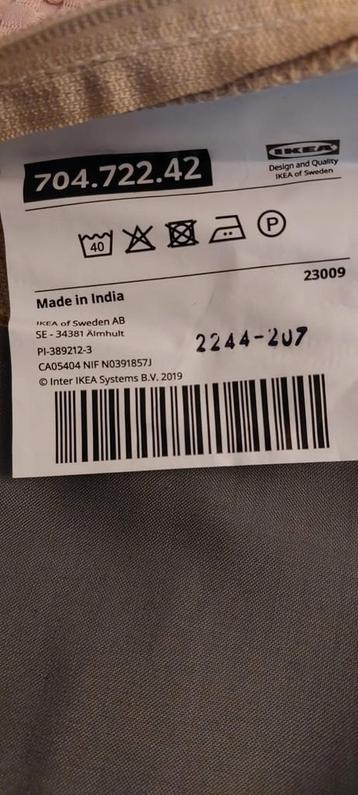 IKEA
Design and Quality
IKEA of Sweden
704.722.42
40 P
23009
Made in India
IKEA of Sweden AB
SE - 34381 Älmhult
PI-389212-3
2244-207
CA05404 NIF N0391857J
© Inter IKEA Systems B.V. 2019